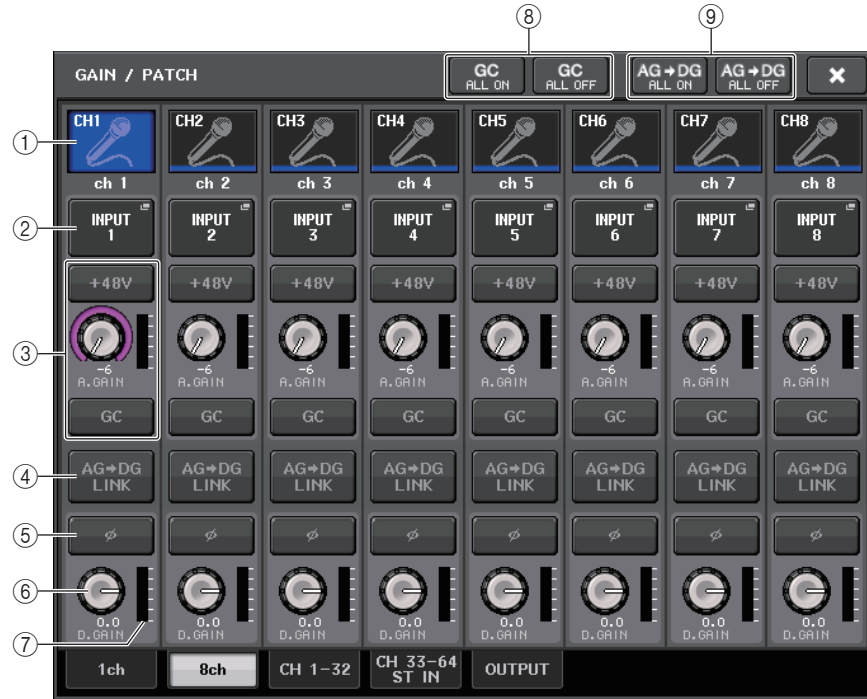 ⑧ ⑨
GAIN / PATCH GC ALL ON GC ALL OFF AG→DG ALL ON AG→DG ALL OFF ×
① CH1 CH2 CH3 CH4 CH5 CH6 CH7 CH8
ch 1 ch 2 ch 3 ch 4 ch 5 ch 6 ch 7 ch 8
② INPUT INPUT INPUT INPUT INPUT INPUT INPUT INPUT
1 2 3 4 5 6 7 8
+48V +48V +48V +48V +48V +48V +48V +48V
③
-6 -6 -6 -6 -6 -6 -6 -6
A.GAIN A.GAIN A.GAIN A.GAIN A.GAIN A.GAIN A.GAIN A.GAIN
GC GC GC GC GC GC GC GC
④ AG→DG AG→DG AG→DG AG→DG AG→DG AG→DG AG→DG AG→DG
LINK LINK LINK LINK LINK LINK LINK LINK
⑤ ø ø ø ø ø ø ø ø
⑥
0.0 0.0 0.0 0.0 0.0 0.0 0.0 0.0
⑦ D.GAIN D.GAIN D.GAIN D.GAIN D.GAIN D.GAIN D.GAIN D.GAIN
1ch 8ch CH 1-32 CH 33-64 ST IN OUTPUT